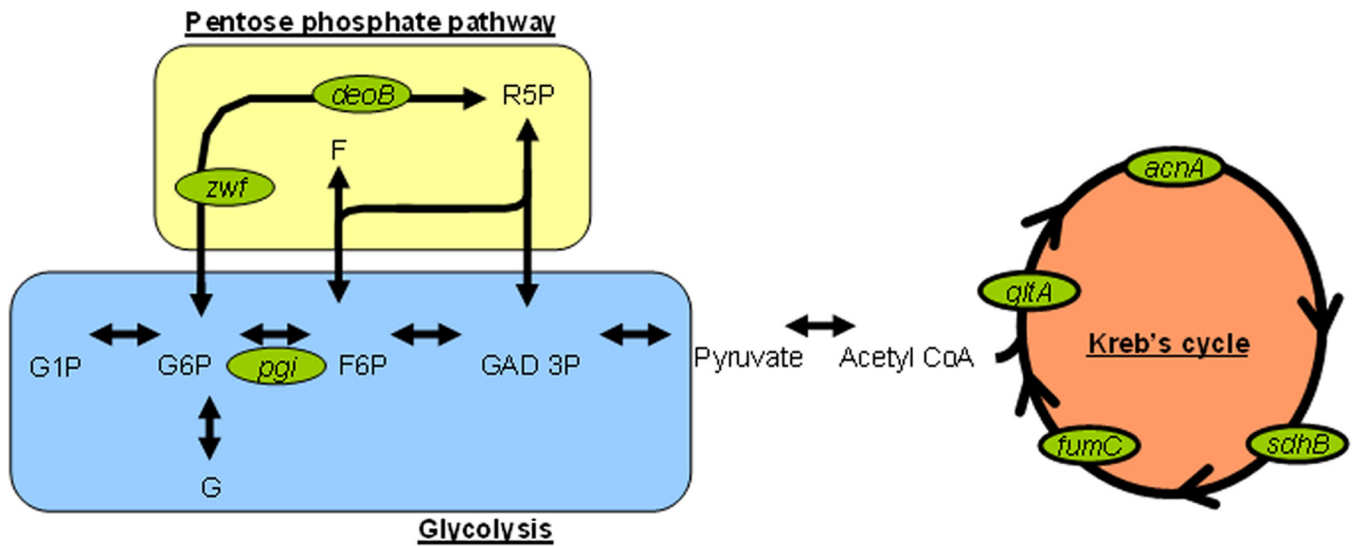 Pentose phosphate pathway
deoB
R5P
F
zwf
acnA
gltA
G1P
G6P
pgi
F6P
GAD 3P
Pyruvate
Acetyl CoA
Kreb's cycle
fumC
sdhB
G
Glycolysis